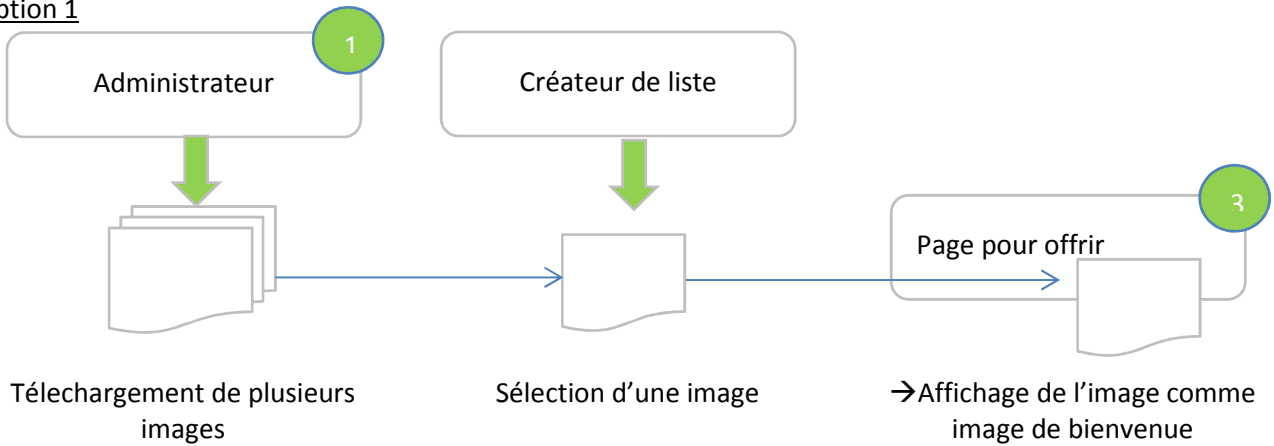 ption 1
1
Administrateur
Créateur de liste
3
Page pour offrir
Télechargement de plusieurs
images
Sélection d’une image
→Affichage de l’image comme
image de bienvenue